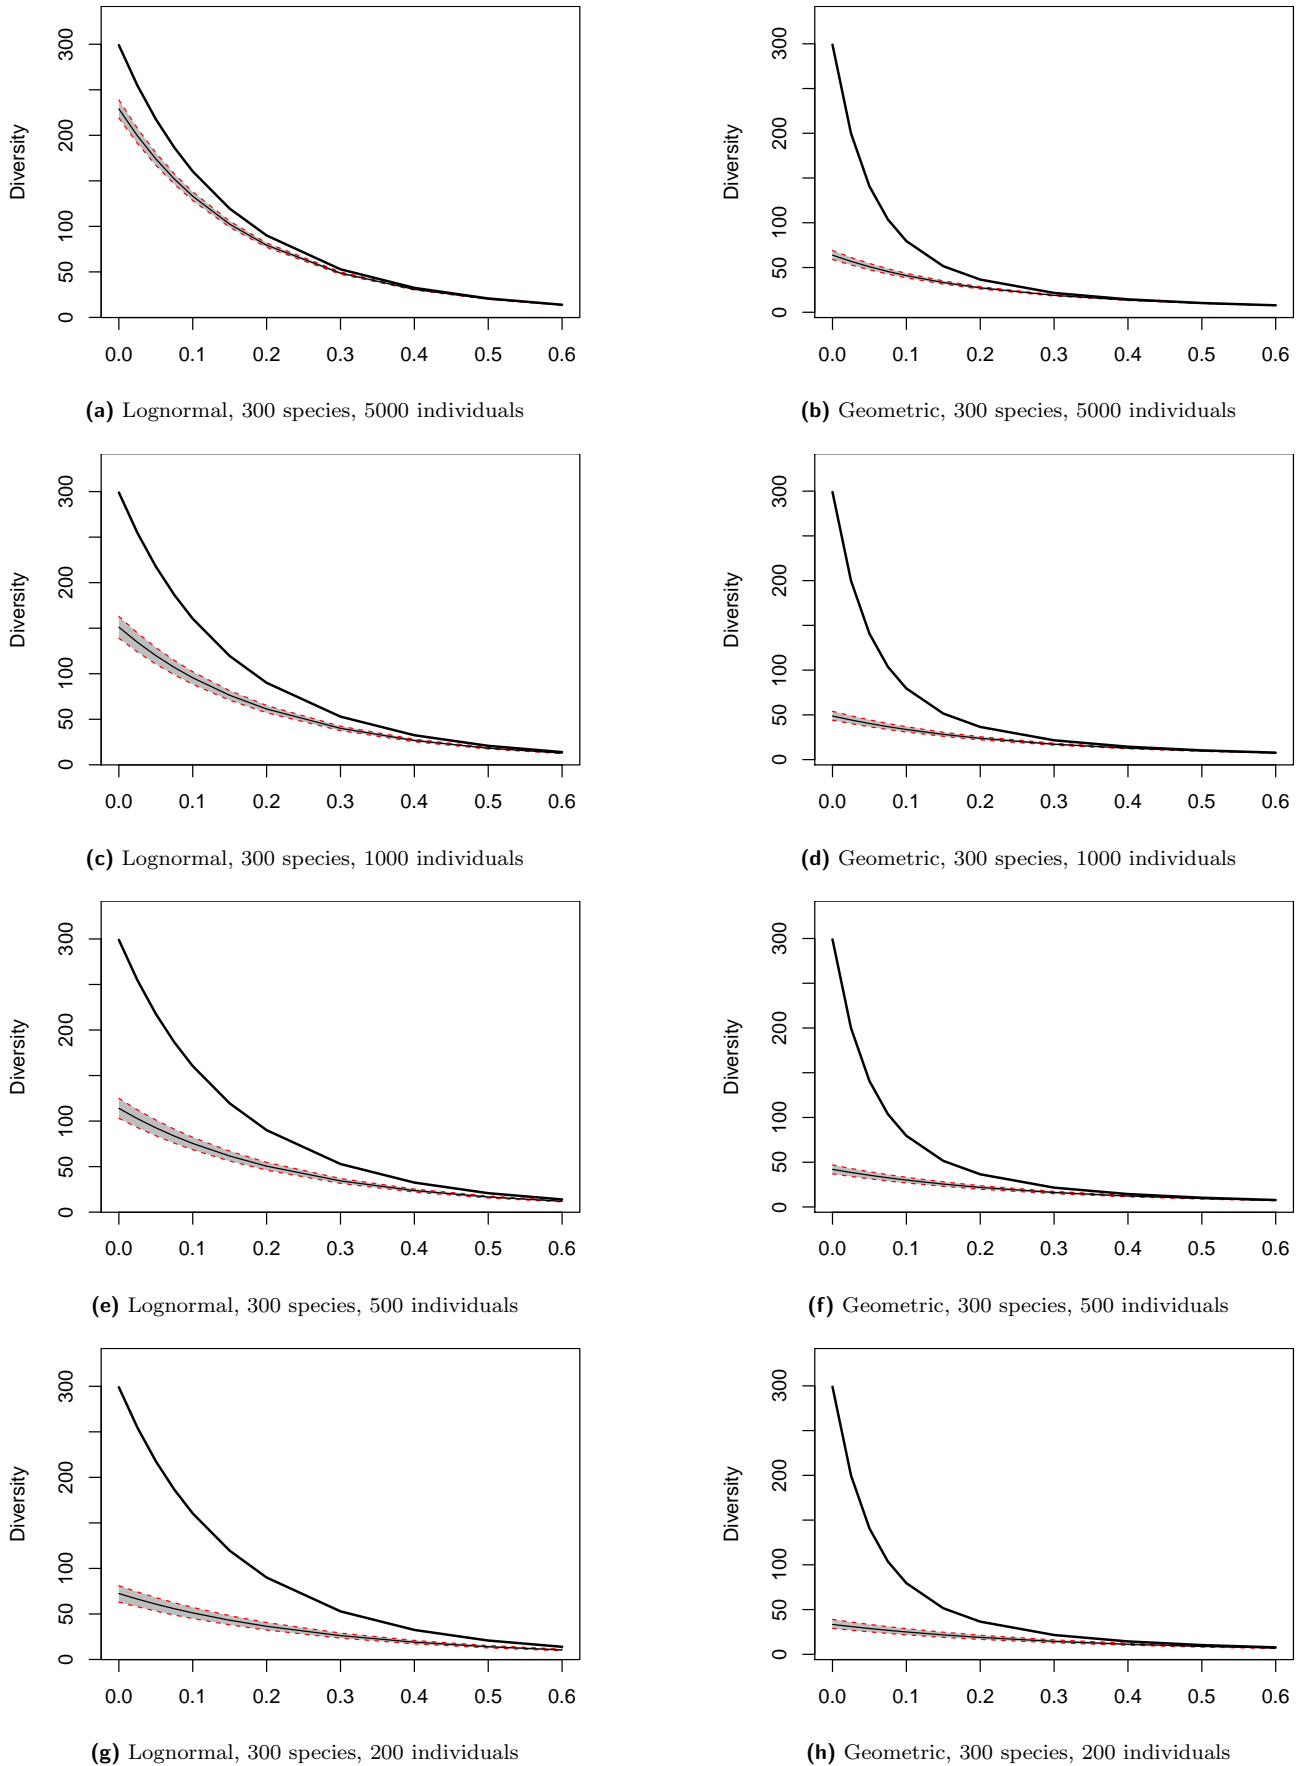 Diversity
0 50 100 200 300
0.0 0.1 0.2 0.3 0.4 0.5 0.6
(a) Lognormal, 300 species, 5000 individuals
Diversity
0 50 100 200 300
0.0 0.1 0.2 0.3 0.4 0.5 0.6
(b) Geometric, 300 species, 5000 individuals
Diversity
0 50 100 200 300
0.0 0.1 0.2 0.3 0.4 0.5 0.6
(c) Lognormal, 300 species, 1000 individuals
Diversity
0 50 100 200 300
0.0 0.1 0.2 0.3 0.4 0.5 0.6
(d) Geometric, 300 species, 1000 individuals
Diversity
0 50 100 200 300
0.0 0.1 0.2 0.3 0.4 0.5 0.6
(e) Lognormal, 300 species, 500 individuals
Diversity
0 50 100 200 300
0.0 0.1 0.2 0.3 0.4 0.5 0.6
(f) Geometric, 300 species, 500 individuals
Diversity
0 50 100 200 300
0.0 0.1 0.2 0.3 0.4 0.5 0.6
(g) Lognormal, 300 species, 200 individuals
Diversity
0 50 100 200 300
0.0 0.1 0.2 0.3 0.4 0.5 0.6
(h) Geometric, 300 species, 200 individuals